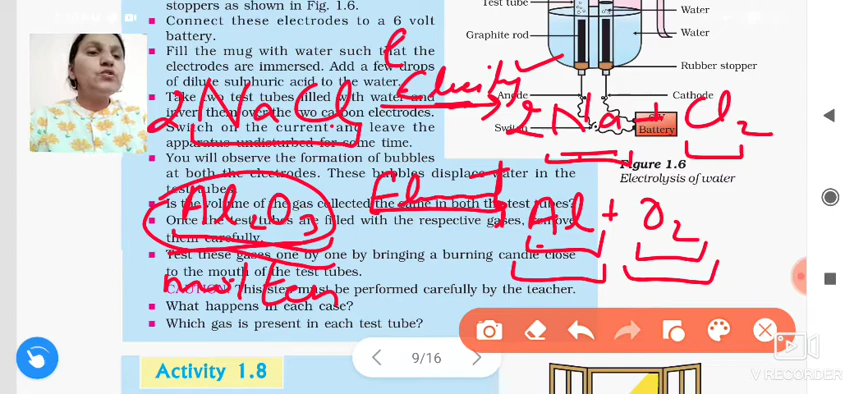 stoppers as shown in Fig. 1.6.
Connect these electrodes to a 6 volt
battery.
Fill the mug with water such that the
electrodes are immersed. Add a few drops
of dilute sulphuric acid to the water.
Take two test tubes filled with water and
invert them over the two carbon electrodes.
Switch on the current and leave the
apparatus undisturbed for some time.
You will observe the formation of bubbles
at both the electrodes. These bubbles displace water in the
test tubes.
Is the volume of the gas collected the same in both the test tubes?
Once the test tubes are filled with the respective gases, remove
them carefully.
Test these gases one by one by bringing a burning candle close
to the mouth of the test tubes.
CAUTION: This step must be performed carefully by the teacher.
What happens in each case?
Which gas is present in each test tube?
Test tube
Water
Graphite rod
Water
Rubber stopper
Anode
Cathode
Switch
6V
Battery
Figure 1.6
Electrolysis of water
2 NaCl
2 Na + Cl2
Al2O3
Al + O2
molten
9/16
Activity 1.8
V RECORDER